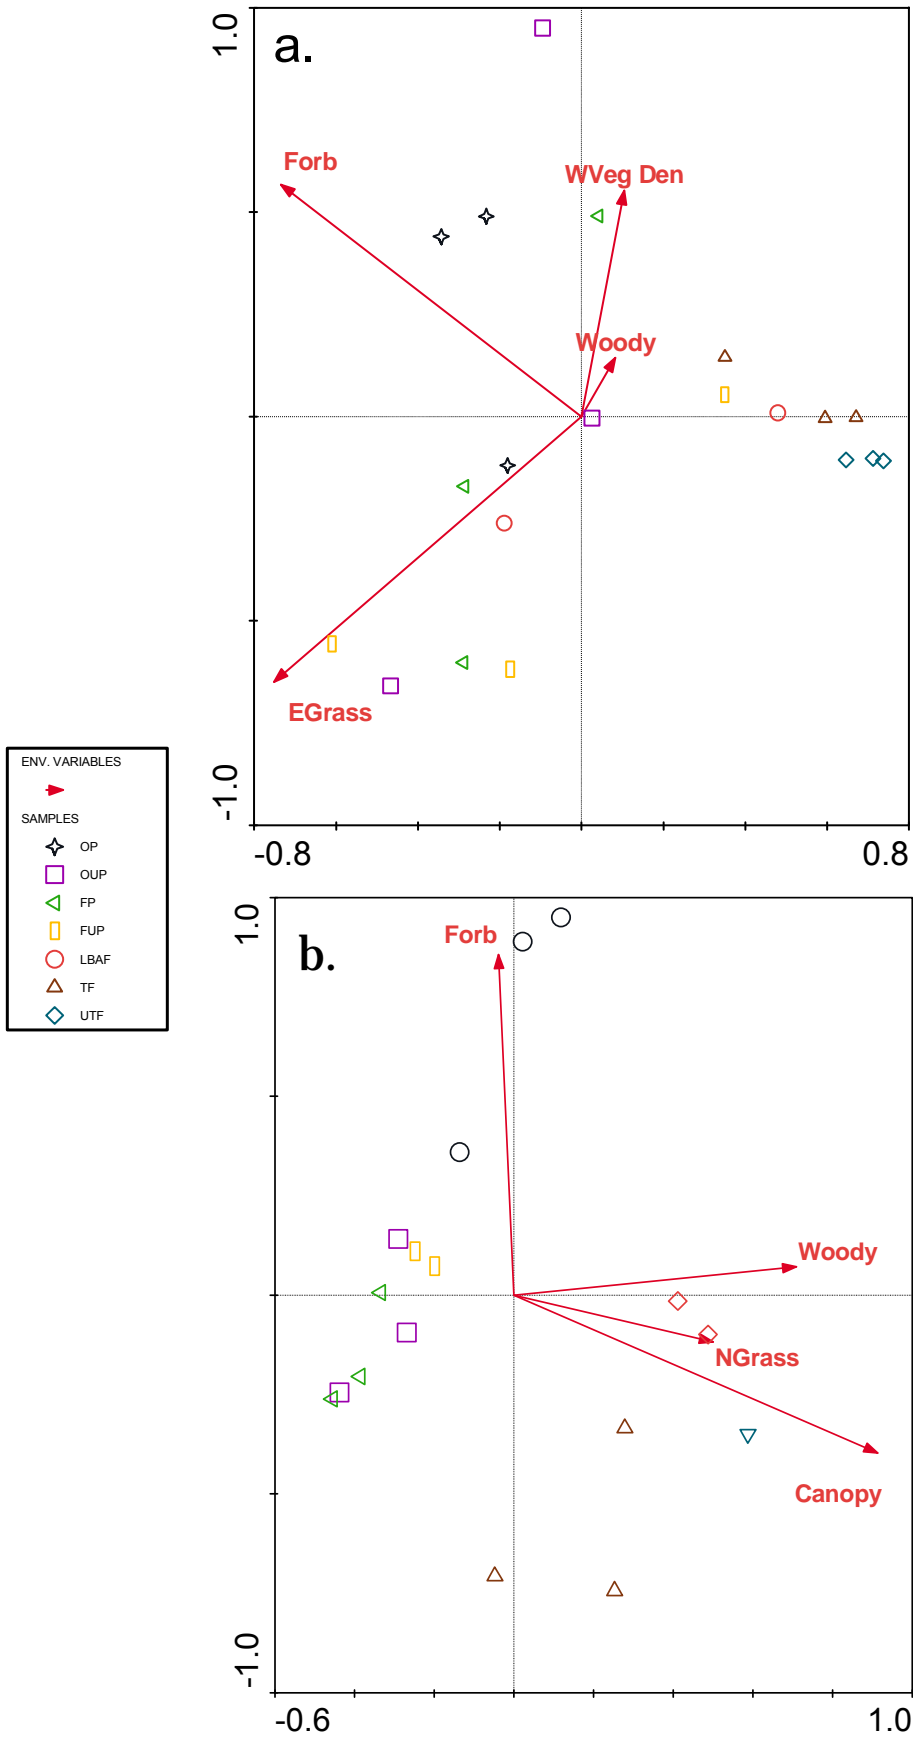 1.0
a.
Forb
WVeg Den
Woody
EGrass
-1.0
-0.8
0.8
ENV. VARIABLES
SAMPLES
OP
OUP
FP
FUP
LBAF
TF
UTF
1.0
b.
Forb
Woody
NGrass
Canopy
-1.0
-0.6
1.0